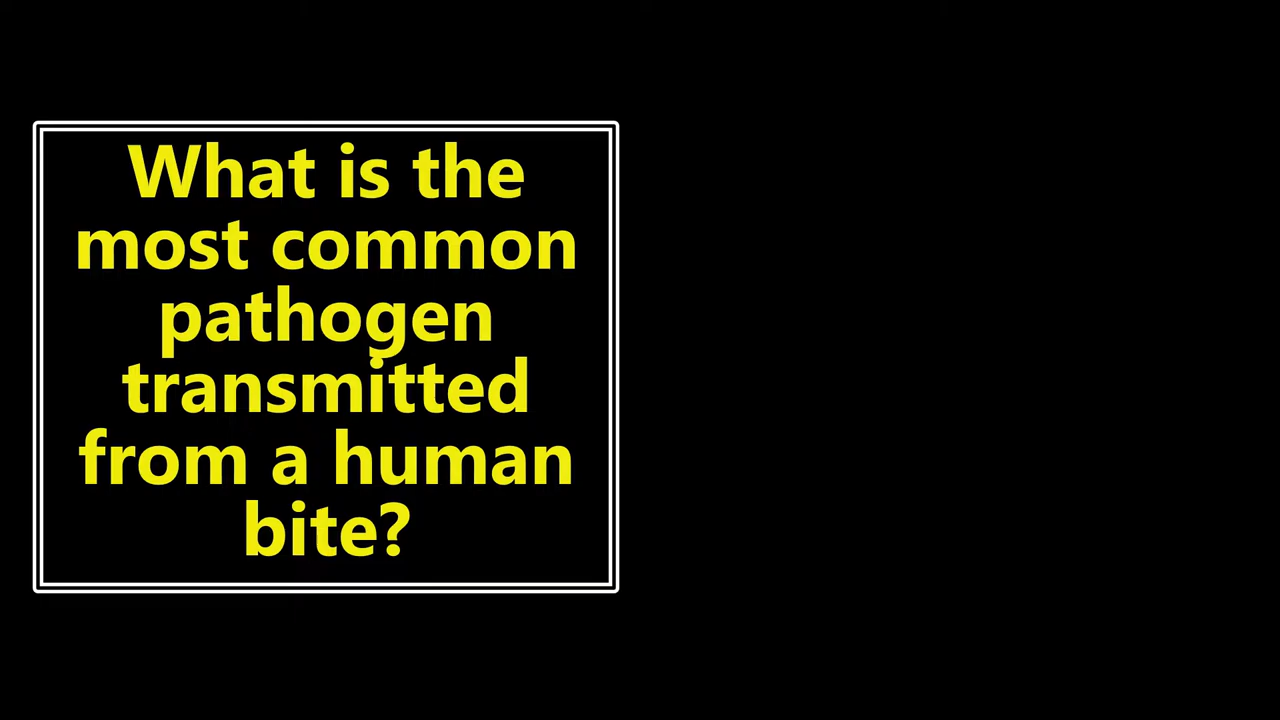 What is the
most common
pathogen
transmitted
from a human
bite?